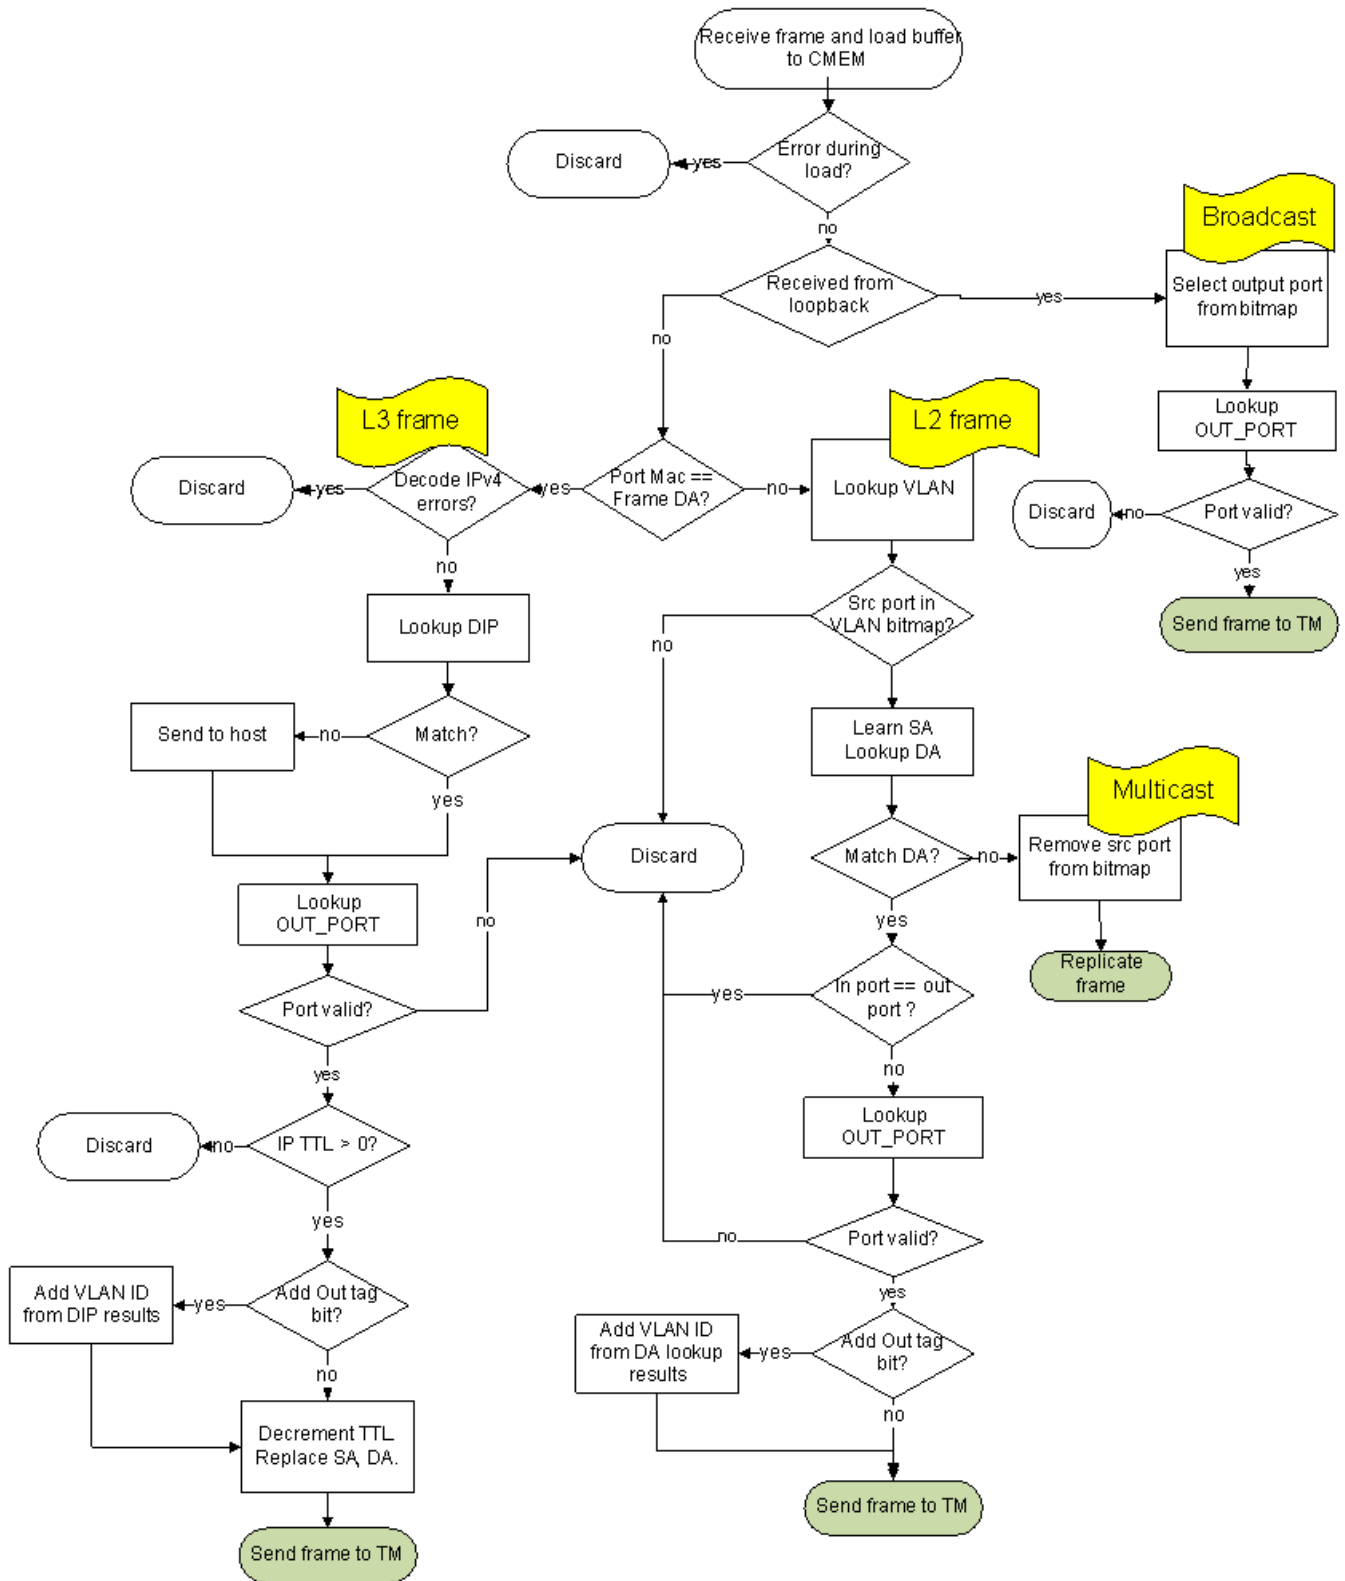 Receive frame and load buffer
to CMEM
Error during
load?
yes
Discard
no
Broadcast
Received from
loopback
yes
Select output port
from bitmap
no
L3 frame
L2 frame
Lookup
OUT_PORT
Discard
yes
Decode IPv4
errors?
yes
Port Mac ==
Frame DA?
no
Lookup VLAN
Discard
no
Port valid?
no
yes
Lookup DIP
Src port in
VLAN bitmap?
Send frame to TM
no
Send to host
no
Match?
Learn SA
Lookup DA
yes
Multicast
Discard
Match DA?
no
Remove src port
from bitmap
Lookup
OUT_PORT
no
yes
Replicate
frame
Port valid?
yes
In port == out
port ?
yes
no
Discard
no
IP TTL > 0?
Lookup
OUT_PORT
yes
no
Port valid?
Add VLAN ID
from DIP results
yes
Add Out tag
bit?
yes
Add VLAN ID
from DA lookup
results
yes
Add Out tag
bit?
no
no
Decrement TTL.
Replace SA, DA.
Send frame to TM
Send frame to TM